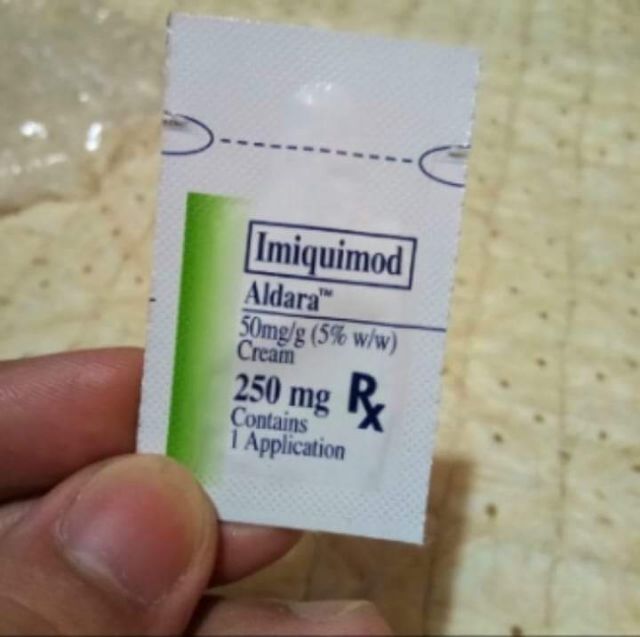 Imiquimod
Aldara™
50mg/g (5% w/w)
Cream
250 mg Rx
Contains
1 Application